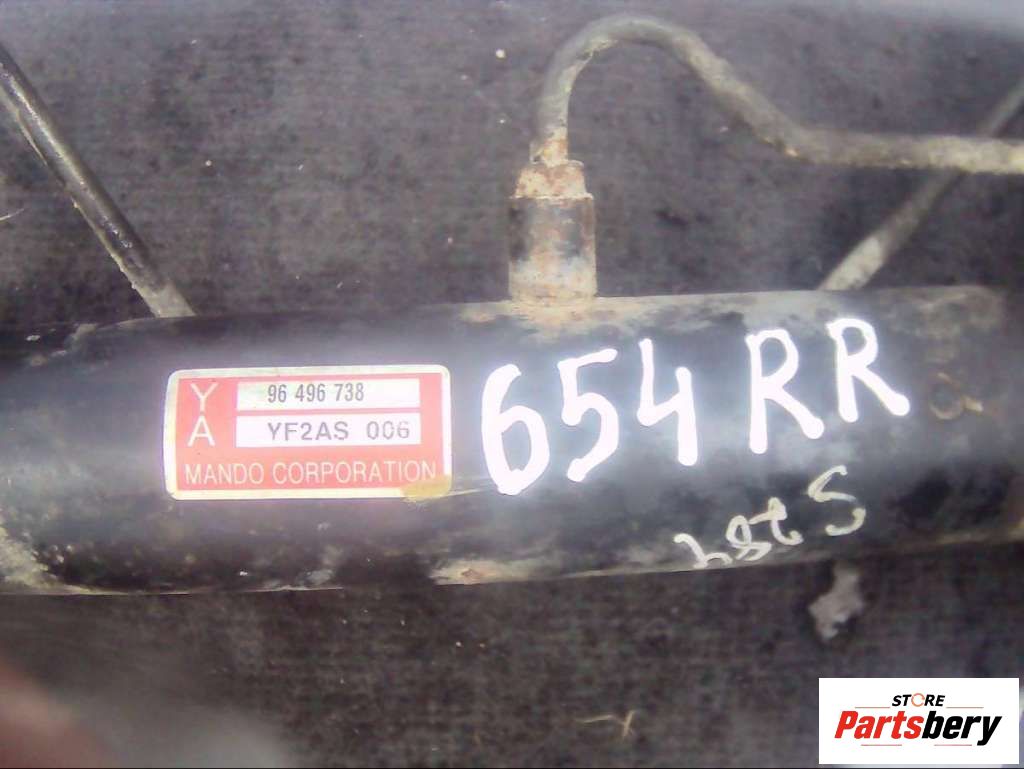 YA
96 496 738
YF2AS 006
MANDO CORPORATION
654 RR
STORE
Partsbery